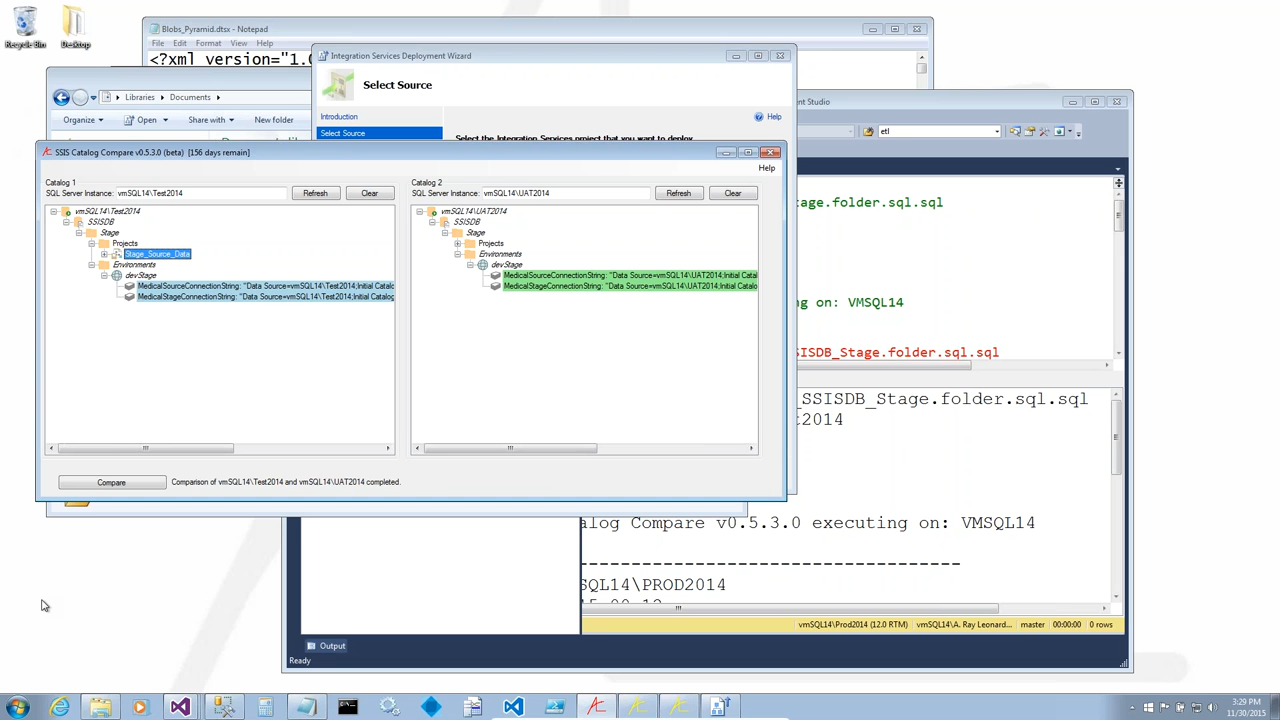 Recycle Bin
Desktop
Blobs_Pyramid.dtsx - Notepad
File Edit Format View Help
<?xml version="1.0
Integration Services Deployment Wizard
Select Source
Libraries Documents
Organize Open Share with New folder
Introduction
Help
Select Source
Select the Integration Services project that you want to deploy.
ent Studio
etl
SSIS Catalog Compare v0.5.3.0 (beta) [156 days remain]
Help
Catalog 1
SQL Server Instance: vmSQL14\Test2014
Refresh
Clear
vmSQL14\Test2014
SSISDB
Stage
Projects
Stage_Source_Data
Environments
devStage
MedicalSourceConnectionString: "Data Source=vmSQL14\Test2014;Initial Catalo
MedicalStageConnectionString: "Data Source=vmSQL14\Test2014;Initial Catalog
Catalog 2
SQL Server Instance: vmSQL14\UAT2014
Refresh
Clear
vmSQL14\UAT2014
SSISDB
Stage
Projects
Environments
devStage
MedicalSourceConnectionString: "Data Source=vmSQL14\UAT2014;Initial Cat
MedicalStageConnectionString: "Data Source=vmSQL14\UAT2014;Initial Cata
Compare
Comparison of vmSQL14\Test2014 and vmSQL14\UAT2014 completed.
tage.folder.sql.sql
ng on: VMSQL14
SISDB_Stage.folder.sql.sql
_SSISDB_Stage.folder.sql.sql
t2014
alog Compare v0.5.3.0 executing on: VMSQL14
-----------------------------------
SQL14\PROD2014
vmSQL14\Prod2014 (12.0 RTM) vmSQL14\A. Ray Leonard... master 00:00:00 0 rows
Output
Ready
3:29 PM
11/30/2015